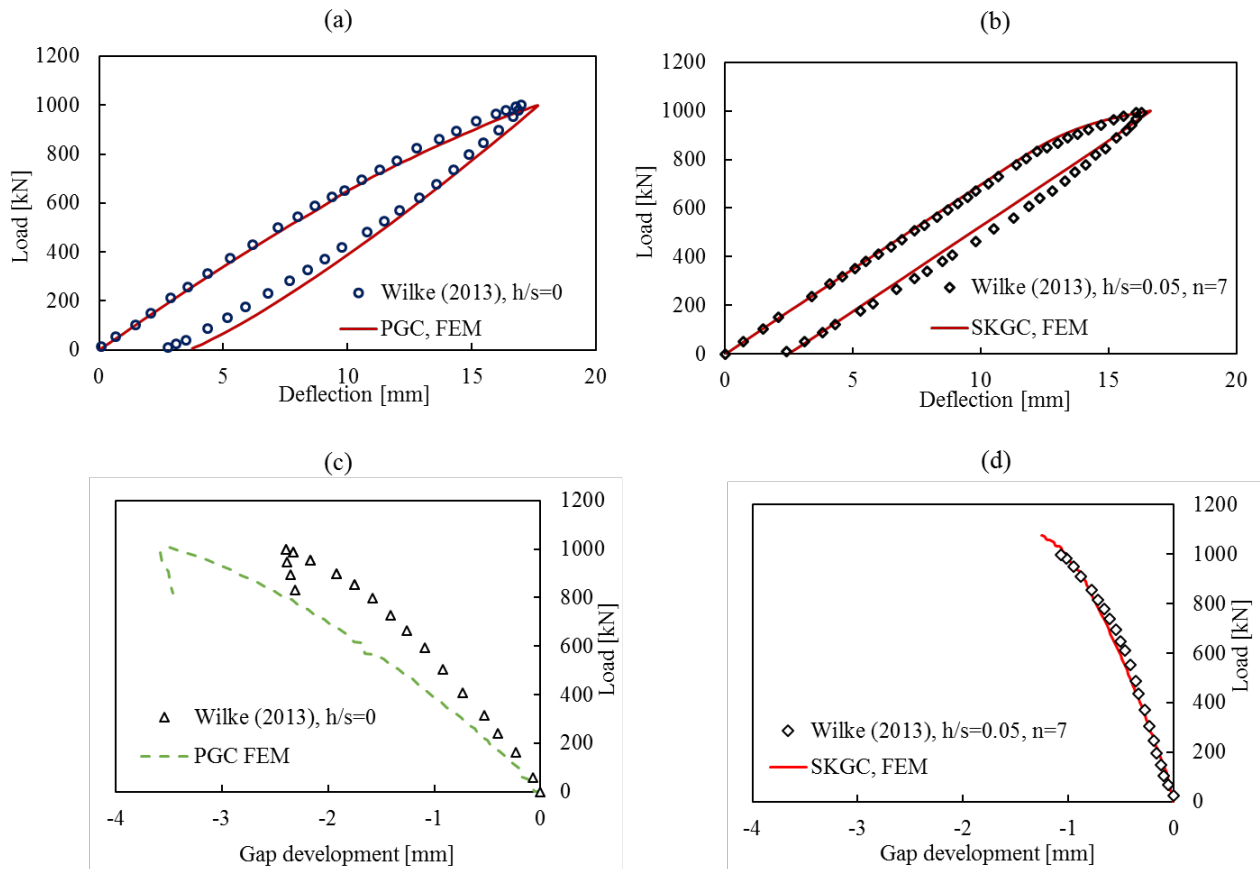 (a)
1200
1000
800
600
400
200
0
Load [kN]
Wilke (2013), h/s=0
PGC, FEM
0 5 10 15 20
Deflection [mm]
(b)
1200
1000
800
600
400
200
0
Load [kN]
Wilke (2013), h/s=0.05, n=7
SKGC, FEM
0 5 10 15 20
Deflection [mm]
(c)
1200
1000
800
600
400
200
0
Load [kN]
Wilke (2013), h/s=0
PGC FEM
-4 -3 -2 -1 0
Gap development [mm]
(d)
1200
1000
800
600
400
200
0
Load [kN]
Wilke (2013), h/s=0.05, n=7
SKGC, FEM
-4 -3 -2 -1 0
Gap development [mm]